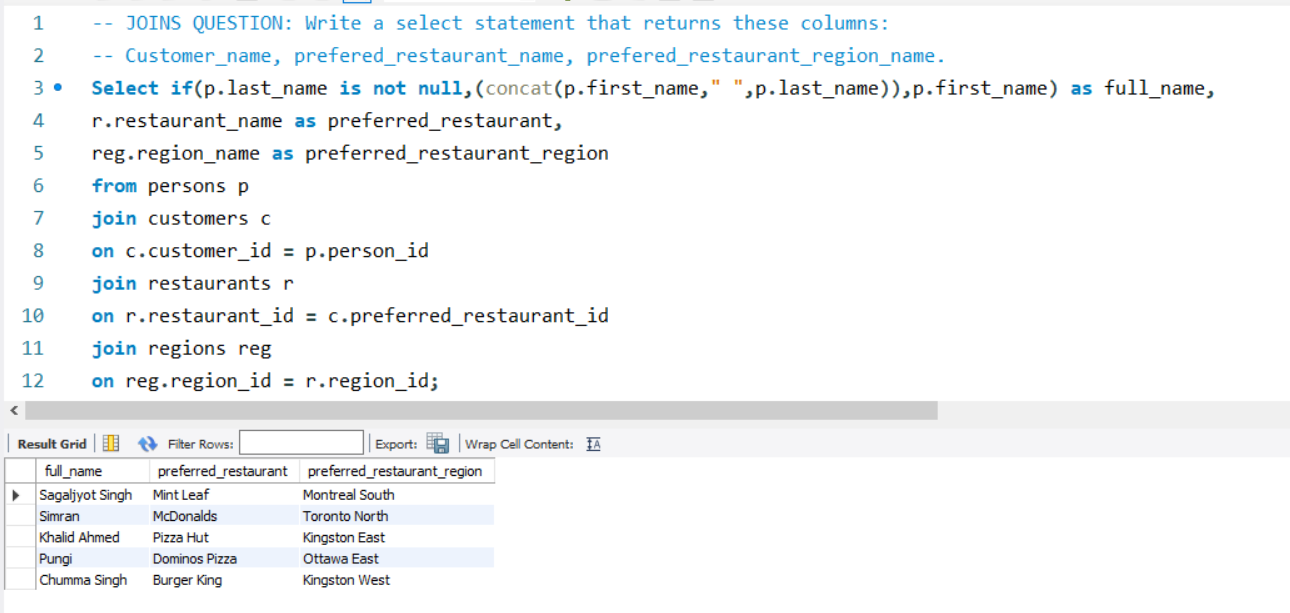 1 -- JOINS QUESTION: Write a select statement that returns these columns:
2 -- Customer_name, prefered_restaurant_name, prefered_restaurant_region_name.
3 Select if(p.last_name is not null,(concat(p.first_name," ",p.last_name)),p.first_name) as full_name,
4 r.restaurant_name as preferred_restaurant,
5 reg.region_name as preferred_restaurant_region
6 from persons p
7 join customers c
8 on c.customer_id = p.person_id
9 join restaurants r
10 on r.restaurant_id = c.preferred_restaurant_id
11 join regions reg
12 on reg.region_id = r.region_id;
Result Grid Filter Rows: Export: Wrap Cell Content:
full_name preferred_restaurant preferred_restaurant_region
Sagaljyot Singh Mint Leaf Montreal South
Simran McDonalds Toronto North
Khalid Ahmed Pizza Hut Kingston East
Pungi Dominos Pizza Ottawa East
Chumma Singh Burger King Kingston West